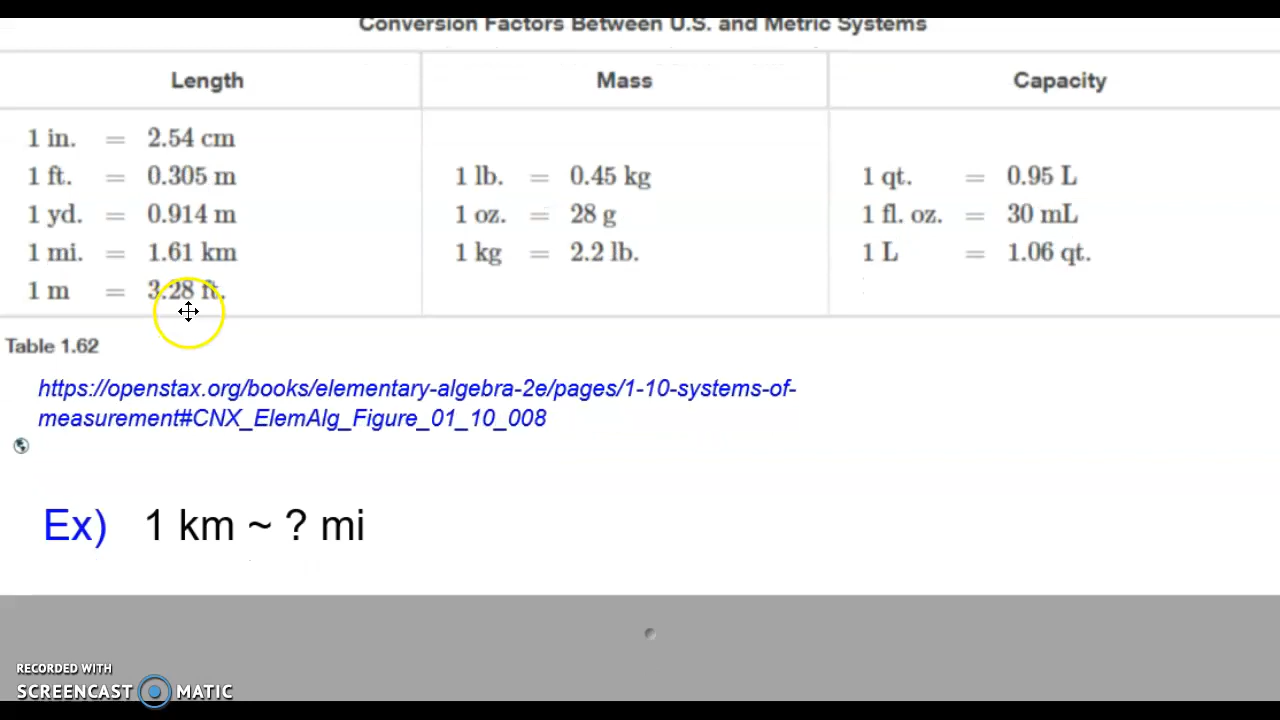 Conversion Factors Between U.S. and Metric Systems
Length Mass Capacity
1 in. = 2.54 cm
1 ft. = 0.305 m 1 lb. = 0.45 kg 1 qt. = 0.95 L
1 yd. = 0.914 m 1 oz. = 28 g 1 fl. oz. = 30 mL
1 mi. = 1.61 km 1 kg = 2.2 lb. 1 L = 1.06 qt.
1 m = 3.28 ft.
Table 1.62
https://openstax.org/books/elementary-algebra-2e/pages/1-10-systems-of-
measurement#CNX_ElemAlg_Figure_01_10_008
Ex) 1 km ~ ? mi
RECORDED WITH
SCREENCAST MATIC